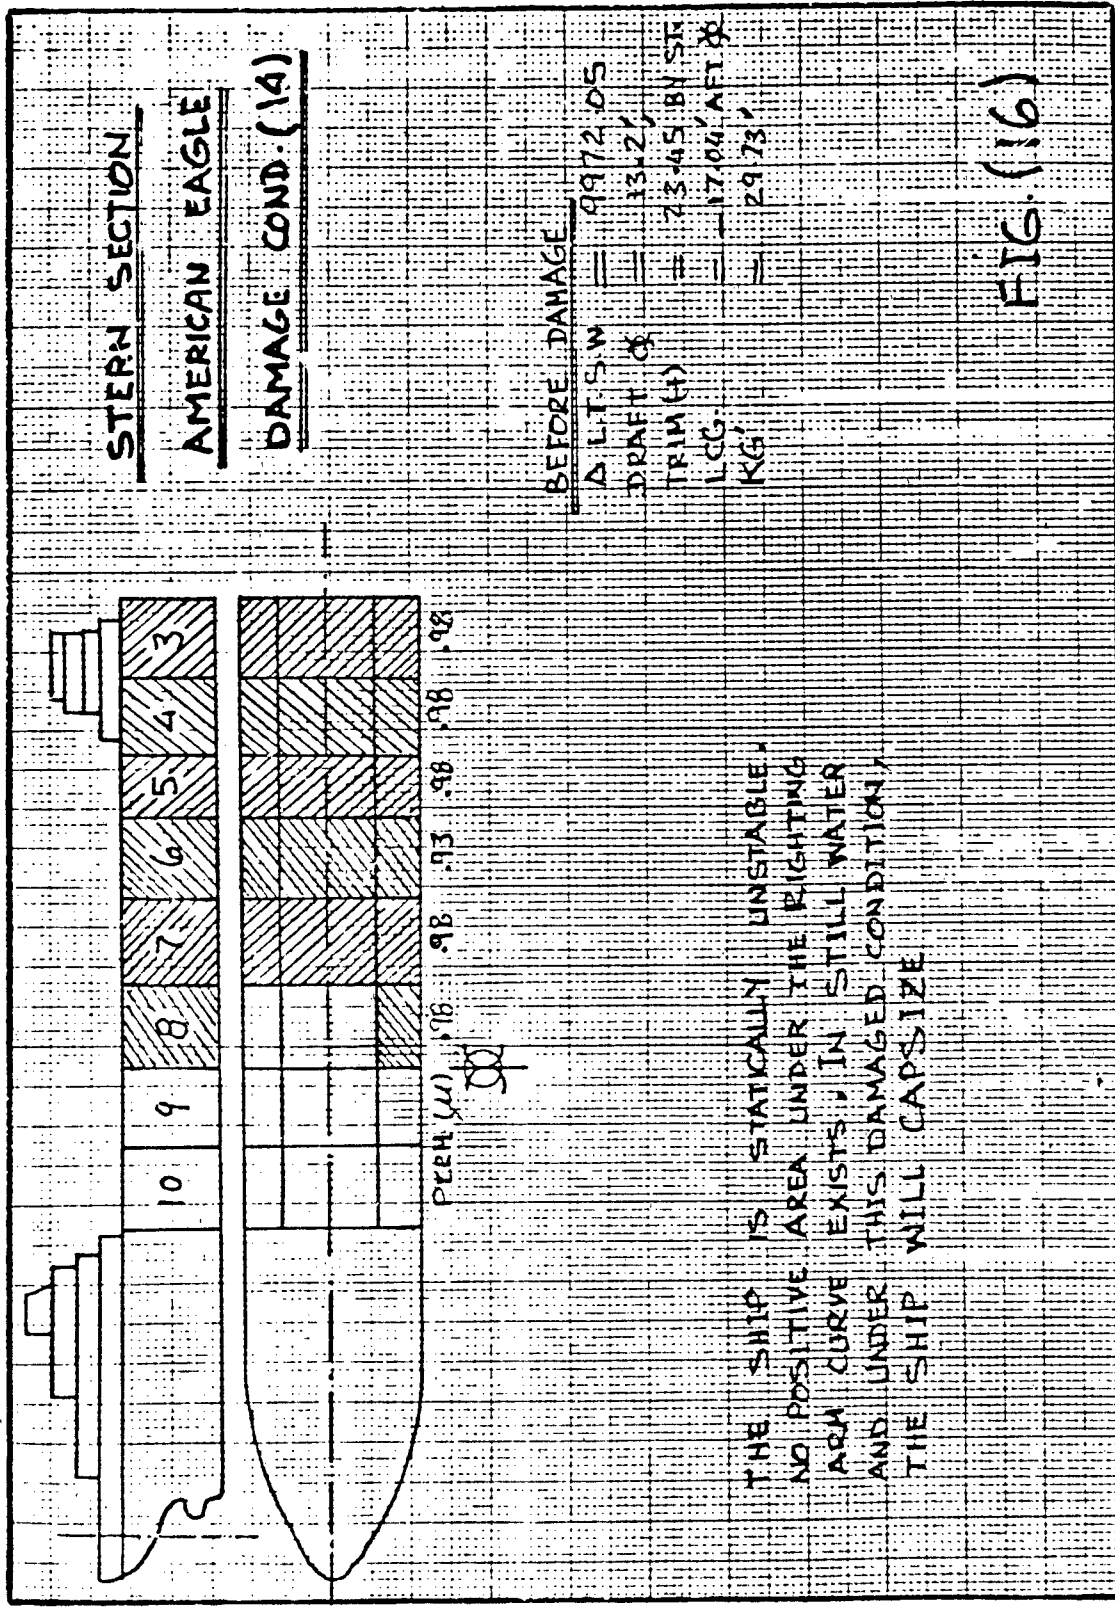 STERN SECTION
AMERICAN EAGLE
DAMAGE COND. (14)
3
4
5
6
7
8
9
10
PERM (μ) .98 .98 .93 .98 .98 .98
BEFORE DAMAGE
Δ L.T.S.W = 9972.05
DRAFT = 13.2'
TRIM (+) = 23.45 BY ST.
LCG. = -17.04' AFT
KG' = 29.73'
THE SHIP IS STATICALLY UNSTABLE.
NO POSITIVE AREA UNDER THE RIGHTING
ARM CURVE EXISTS. IN STILL WATER
AND UNDER THIS DAMAGED CONDITION,
THE SHIP WILL CAPSIZE
FIG. (16)